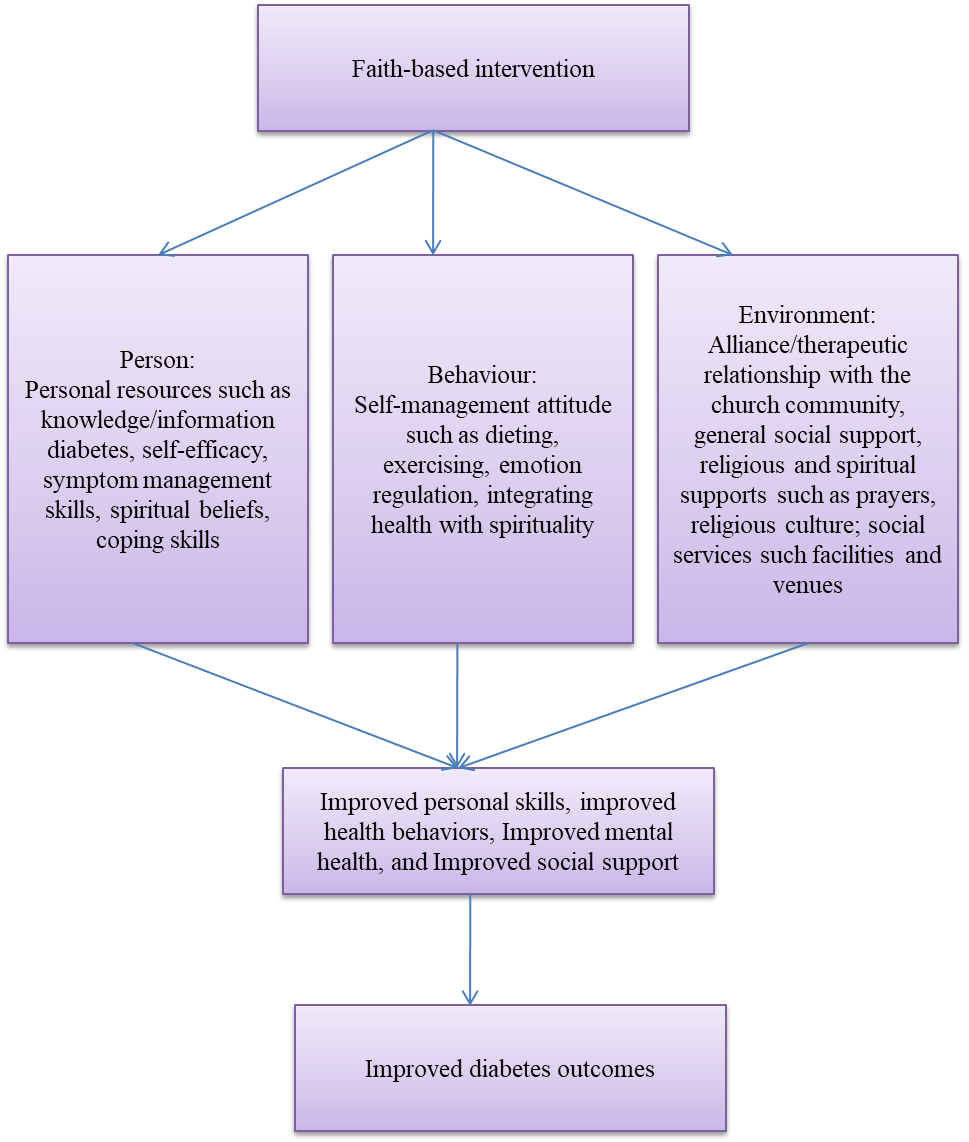 Faith-based intervention
Person:
Personal resources such as
knowledge/information
diabetes, self-efficacy,
symptom management
skills, spiritual beliefs,
coping skills
Behaviour:
Self-management attitude
such as dieting,
exercising, emotion
regulation, integrating
health with spirituality
Environment:
Alliance/therapeutic
relationship with the
church community,
general social support,
religious and spiritual
supports such as prayers,
religious culture; social
services such facilities and
venues
Improved personal skills, improved
health behaviors, Improved mental
health, and Improved social support
Improved diabetes outcomes